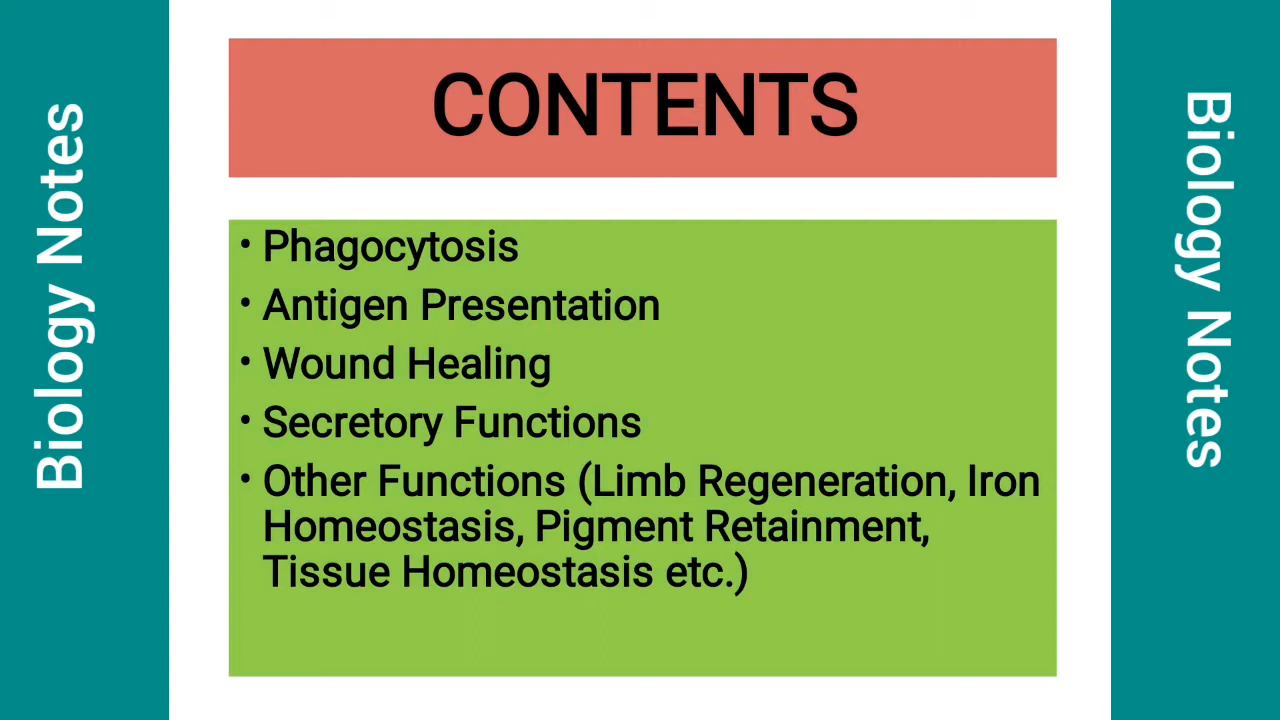 Biology Notes
CONTENTS
• Phagocytosis
• Antigen Presentation
• Wound Healing
• Secretory Functions
• Other Functions (Limb Regeneration, Iron
Homeostasis, Pigment Retainment,
Tissue Homeostasis etc.)
Biology Notes